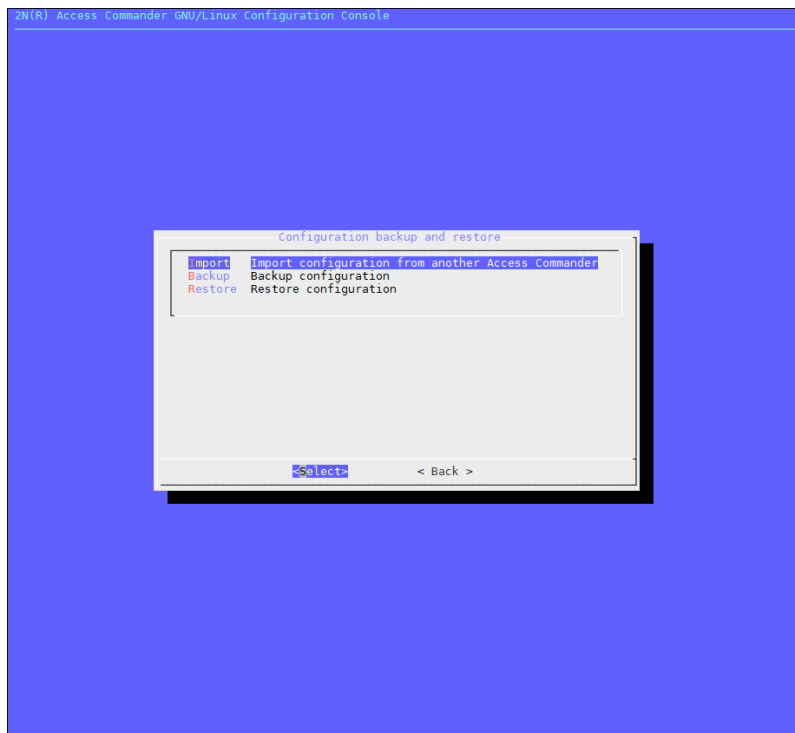 2N(R) Access Commander GNU/Linux Configuration Console
Configuration backup and restore
Import Import configuration from another Access Commander
Backup Backup configuration
Restore Restore configuration
<Select> < Back >